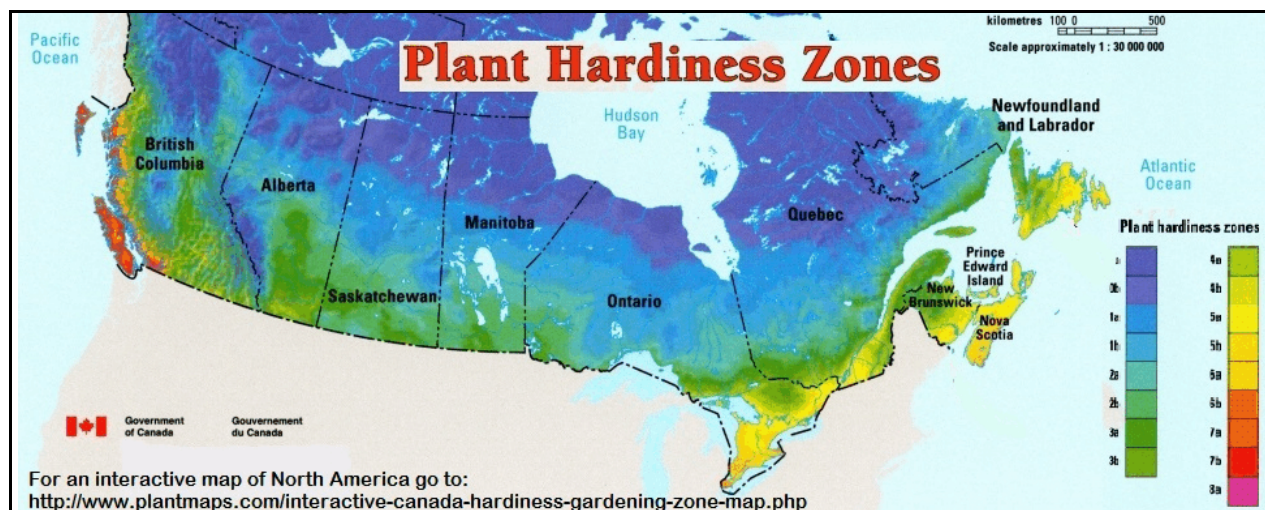 kilometres 100 0 500
Scale approximately 1 : 30 000 000
Plant Hardiness Zones
Pacific
Ocean
Hudson
Bay
Newfoundland
and Labrador
British
Columbia
Alberta
Atlantic
Ocean
Manitoba
Quebec
Saskatchewan
Ontario
Prince
Edward
Island
New
Brunswick
Nova
Scotia
Plant hardiness zones
0b
1a
1b
2a
2b
3a
3b
4a
4b
5a
5b
6a
6b
7a
7b
8a
Government
of Canada
Gouvernement
du Canada
For an interactive map of North America go to:
http://www.plantmaps.com/interactive-canada-hardiness-gardening-zone-map.php